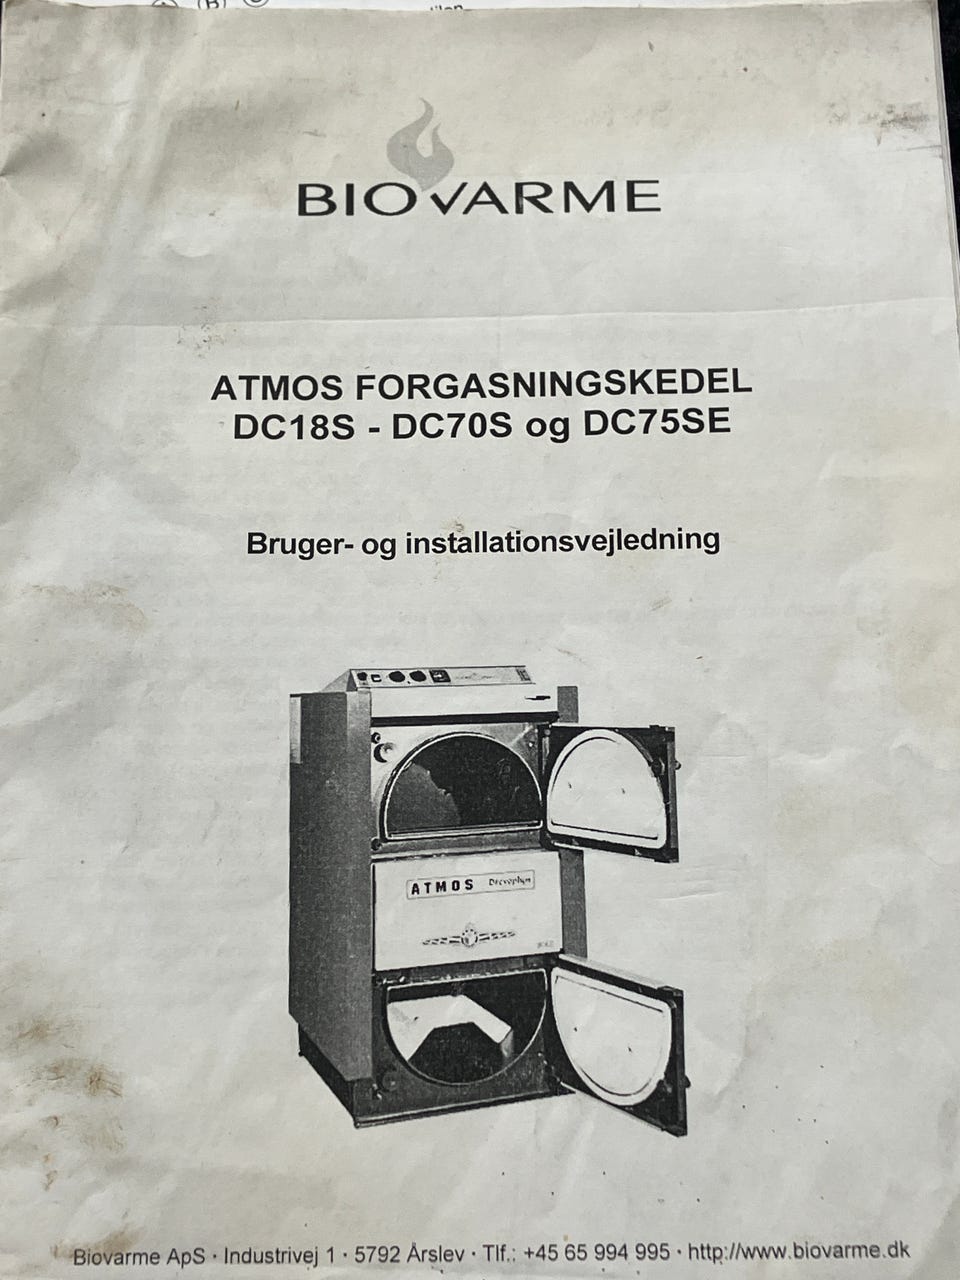 (B)
BIOVARME
ATMOS FORGASNINGSKEDEL
DC18S - DC70S og DC75SE
Bruger- og installationsvejledning
ATMOS Dřevoplyn
Biovarme ApS · Industrivej 1 · 5792 Årslev · Tlf.: +45 65 994 995 · http://www.biovarme.dk